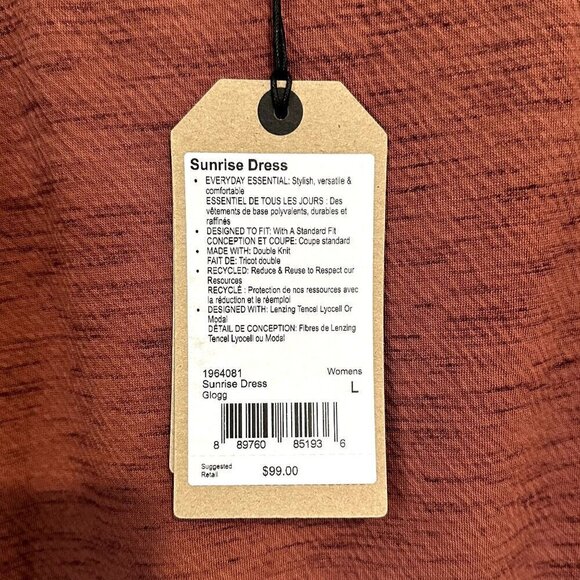 Sunrise Dress
• EVERYDAY ESSENTIAL: Stylish, versatile &
comfortable
ESSENTIEL DE TOUS LES JOURS : Des
vêtements de base polyvalents, durables et
raffinés
• DESIGNED TO FIT: With A Standard Fit
CONCEPTION ET COUPE: Coupe standard
• MADE WITH: Double Knit
FAIT DE: Tricot double
• RECYCLED: Reduce & Reuse to Respect our
Resources
RECYCLÉ : Protection de nos ressources avec
la réduction et le réemploi
• DESIGNED WITH: Lenzing Tencel Lyocell Or
Modal
DÉTAIL DE CONCEPTION: Fibres de Lenzing
Tencel Lyocell ou Modal
1964081 Womens
Sunrise Dress L
Glogg
8 89760 85193 6
Suggested
Retail $99.00